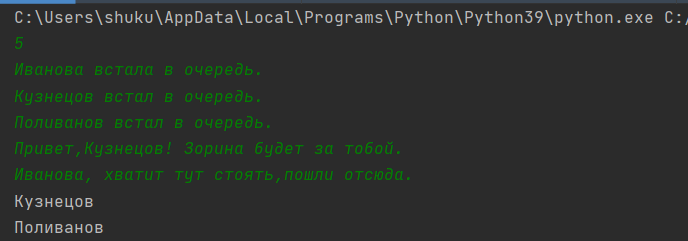 C:\Users\shuku\AppData\Local\Programs\Python\Python39\python.exe C:/
5
Иванова встала в очередь.
Кузнецов встал в очередь.
Поливанов встал в очередь.
Привет,Кузнецов! Зорина будет за тобой.
Иванова, хватит тут стоять,пошли отсюда.
Кузнецов
Поливанов